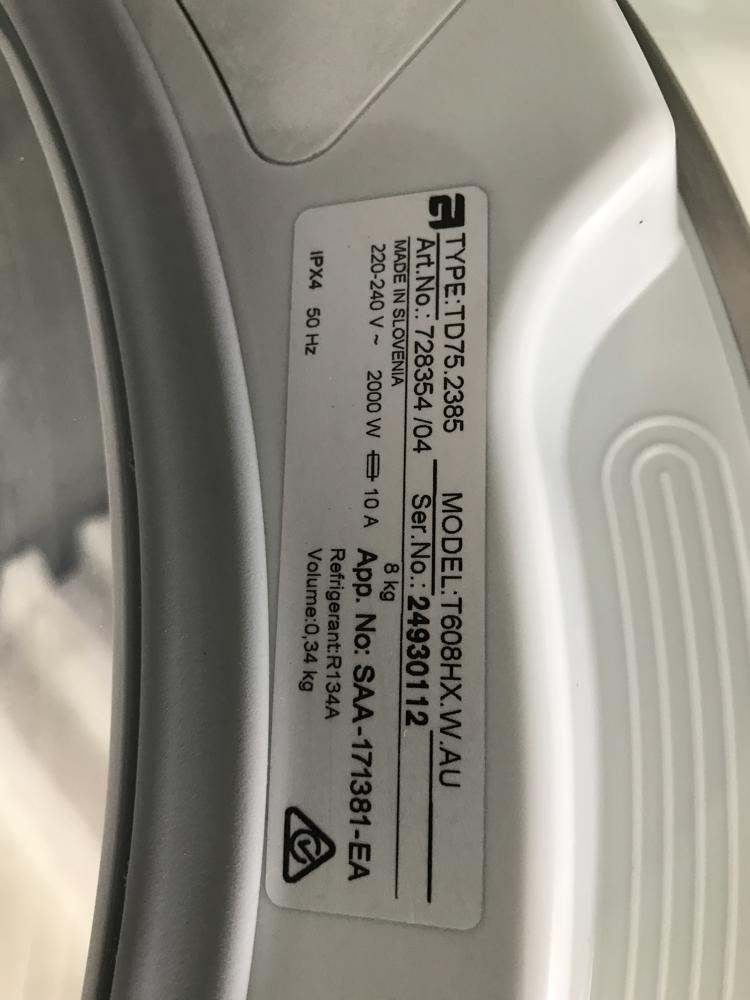 TYPE:TD75.2385 MODEL:T608HX.W.AU
Art.No.: 728354 /04 Ser.No.: 24930112
MADE IN SLOVENIA 8 kg
220-240 V ~ 2000 W 10 A App. No: SAA-171381-EA
Refrigerant:R134A
IPX4 50 Hz Volume:0,34 kg